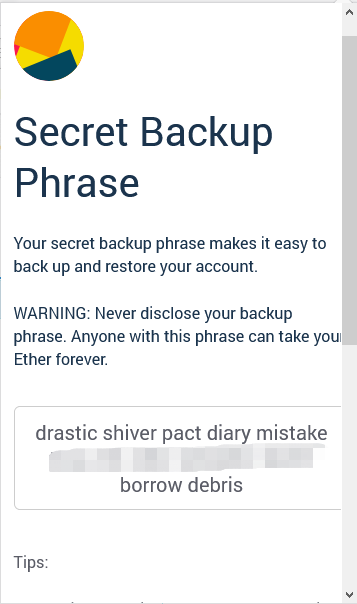 Secret Backup
Phrase
Your secret backup phrase makes it easy to
back up and restore your account.
WARNING: Never disclose your backup
phrase. Anyone with this phrase can take your
Ether forever.
drastic shiver pact diary mistake
borrow debris
Tips: